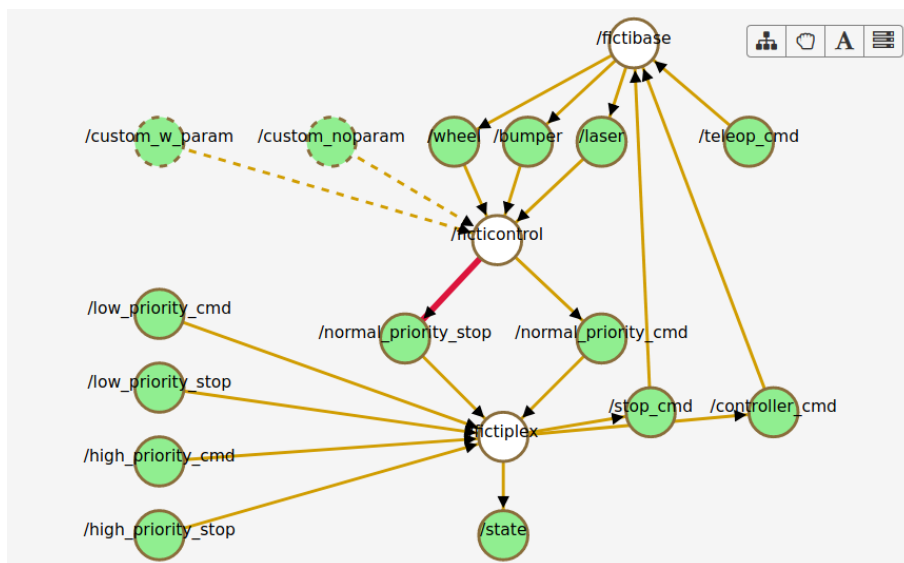 /fictibase
A
/custom_w_param /custom_noparam /wheel /bumper /laser /teleop_cmd
/ficticontrol
/low_priority_cmd
/normal_priority_stop /normal_priority_cmd
/low_priority_stop
/stop_cmd /controller_cmd
/fictiplex
/high_priority_cmd
/high_priority_stop /state